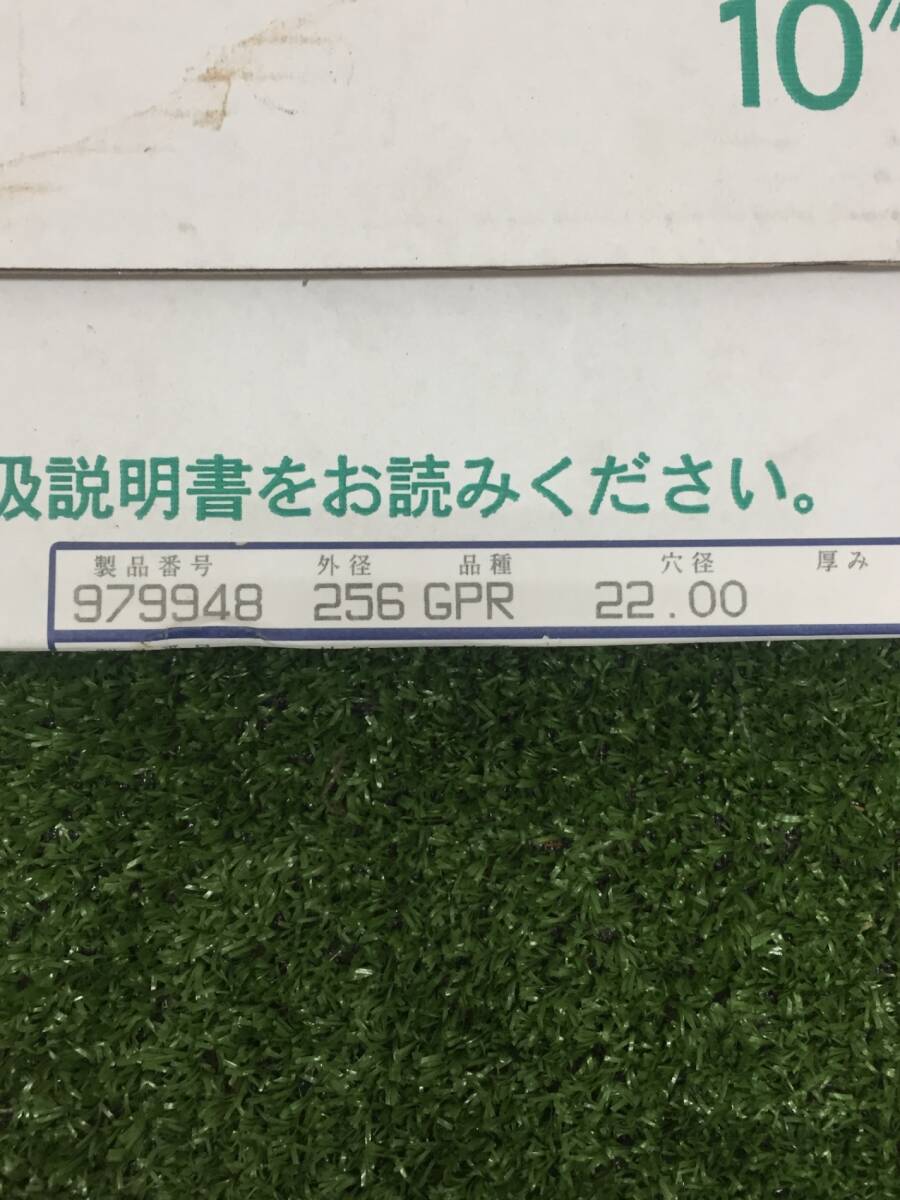 10"
扱説明書をお読みください。
製品番号 外径 品種 穴径 厚み
979948 256 GPR 22.00